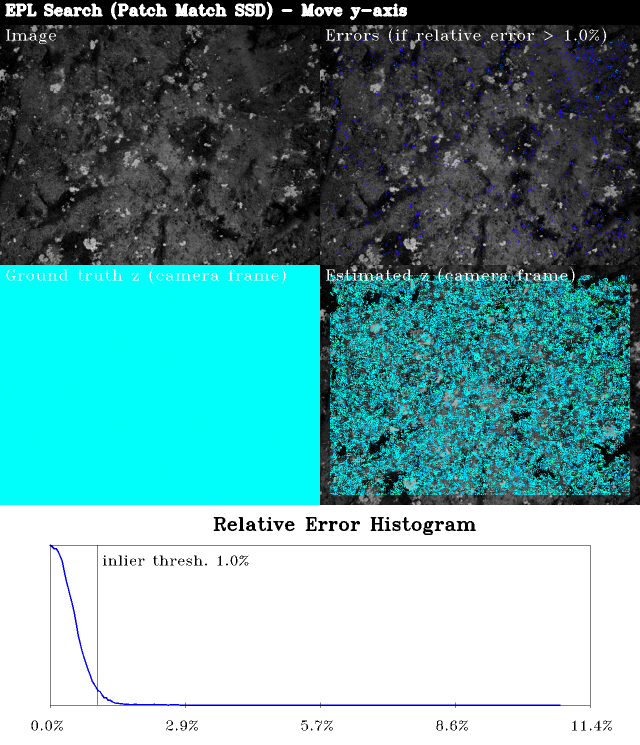 EPL Search (Patch Match SSD) - Move y-axis
Image
Errors (if relative error > 1.0%)
Ground truth z (camera frame)
Estimated z (camera frame)
Relative Error Histogram
inlier thresh. 1.0%
0.0%
2.9%
5.7%
8.6%
11.4%